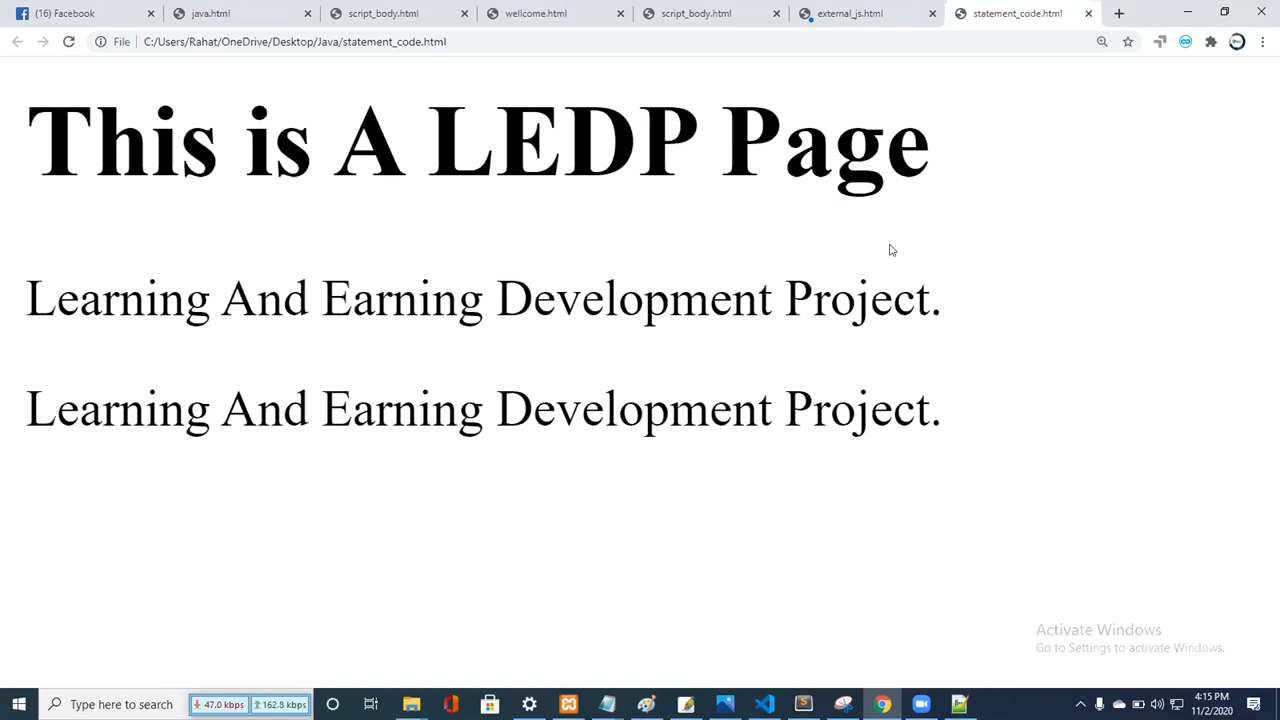 (16) Facebook
java.html
script_body.html
wellcome.html
script_body.html
external_js.html
statement_code.html
File
C:/Users/Rahat/OneDrive/Desktop/Java/statement_code.html
This is A LEDP Page
Learning And Earning Development Project.
Learning And Earning Development Project.
Activate Windows
Go to Settings to activate Windows.
Type here to search
47.0 kbps
162.8 kbps
4:15 PM
11/2/2020